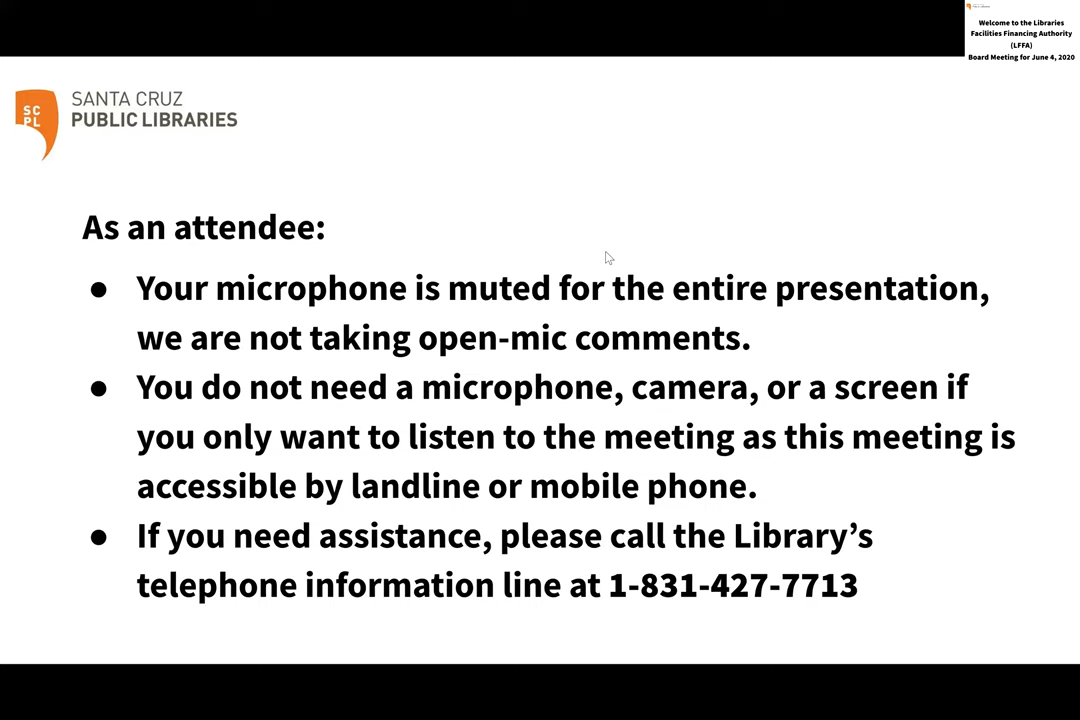 Welcome to the Libraries
Facilities Financing Authority
(LFFA)
Board Meeting for June 4, 2020
SC
PL
SANTA CRUZ
PUBLIC LIBRARIES
As an attendee:
● Your microphone is muted for the entire presentation,
we are not taking open-mic comments.
● You do not need a microphone, camera, or a screen if
you only want to listen to the meeting as this meeting is
accessible by landline or mobile phone.
● If you need assistance, please call the Library’s
telephone information line at 1-831-427-7713